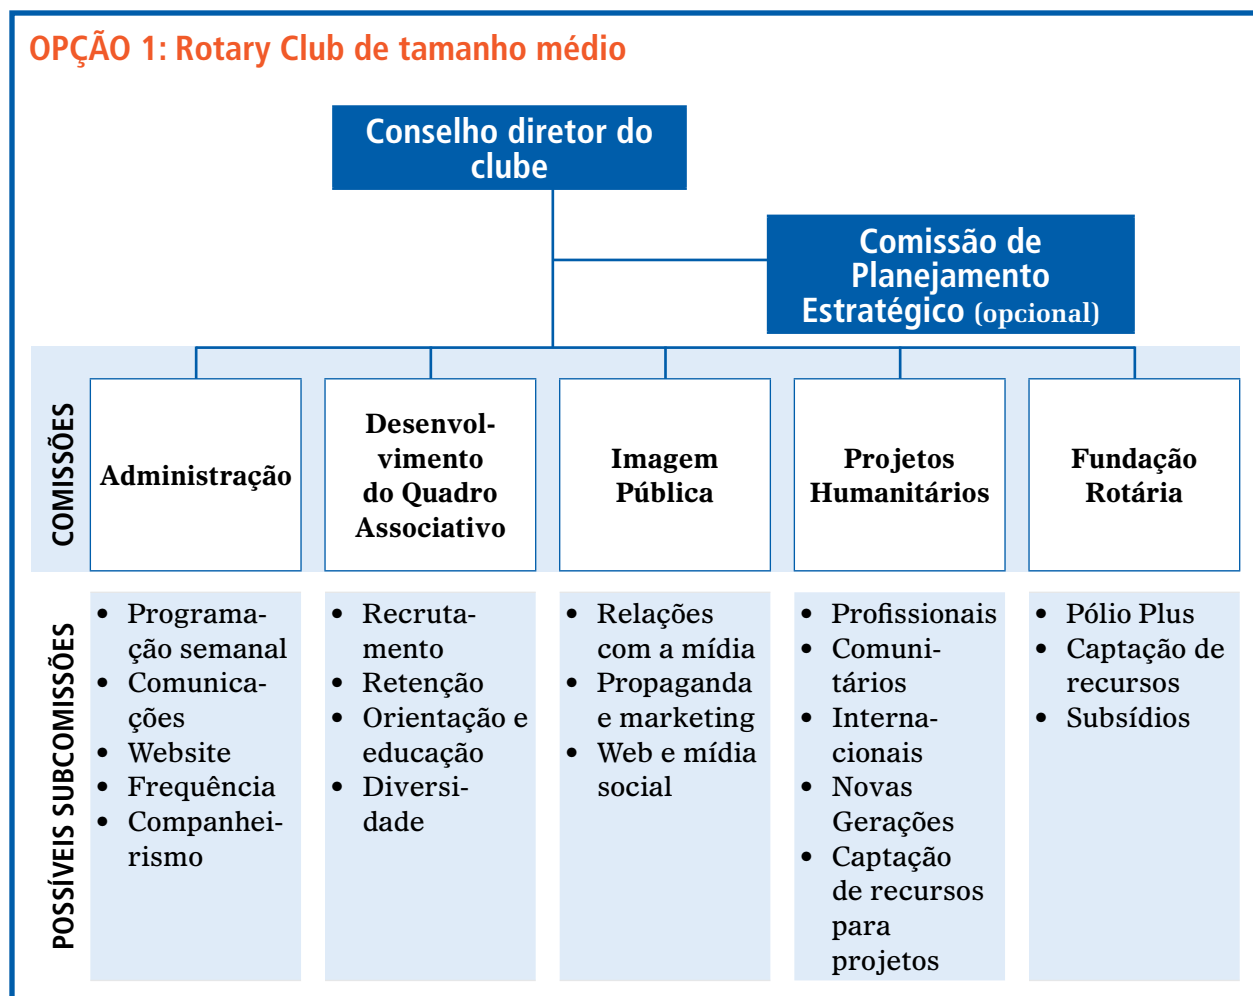 OPÇÃO 1: Rotary Club de tamanho médio
Conselho diretor do
clube
Comissão de
Planejamento
Estratégico (opcional)
COMISSÕES
Administração
Desenvol-
vimento
do Quadro
Associativo
Imagem
Pública
Projetos
Humanitários
Fundação
Rotária
POSSÍVEIS SUBCOMISSÕES
• Programa-
ção semanal
• Comunica-
ções
• Website
• Frequência
• Companhei-
rismo
• Recruta-
mento
• Retenção
• Orientação e
educação
• Diversi-
dade
• Relações
com a mídia
• Propaganda
e marketing
• Web e mídia
social
• Profissionais
• Comuni-
tários
• Interna-
cionais
• Novas
Gerações
• Captação
de recursos
para
projetos
• Pólio Plus
• Captação de
recursos
• Subsídios